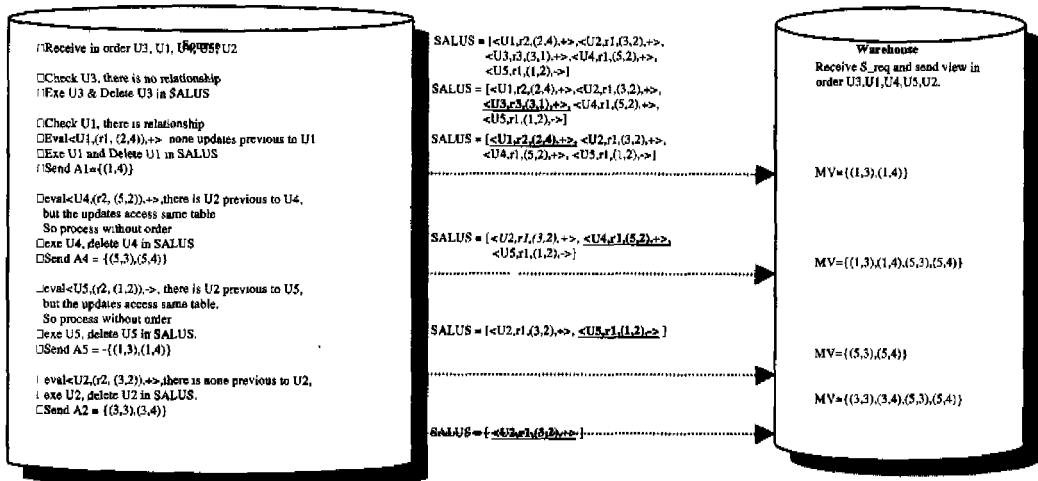 Source
□Receive in order U3, U1, U4, U5, U2
□Check U3, there is no relationship
□Exe U3 & Delete U3 in SALUS
□Check U1, there is relationship
□Eval<U1,(r1, (2,4)),+> none updates previous to U1
□Exe U1 and Delete U1 in SALUS
□Send A1={(1,4)}
□eval<U4,(r2, (5,2)),+>,there is U2 previous to U4,
but the updates access same table
So process without order
□exe U4, delete U4 in SALUS
□Send A4 = {(5,3),(5,4)}
□eval<U5,(r2, (1,2)),->, there is U2 previous to U5,
but the updates access same table.
So process without order
□exe U5, delete U5 in SALUS.
□Send A5 = -{(1,3),(1,4)}
□eval<U2,(r2, (3,2)),+>,there is none previous to U2,
□exe U2, delete U2 in SALUS.
□Send A2 = {(3,3),(3,4)}
SALUS = [<U1,r2,(2,4),+>,<U2,r1,(3,2),+>,
<U3,r3,(3,1),+>,<U4,r1,(5,2),+>,
<U5,r1,(1,2),->]
SALUS = [<U1,r2,(2,4),+>,<U2,r1,(3,2),+>,
<U3,r3,(3,1),+>, <U4,r1,(5,2),+>,
<U5,r1,(1,2),->]
SALUS = [<U1,r2,(2,4),+>, <U2,r1,(3,2),+>,
<U4,r1,(5,2),+>, <U5,r1,(1,2),->]
SALUS = [<U2,r1,(3,2),+>, <U4,r1,(5,2),+>,
<U5,r1,(1,2),->]
SALUS = [<U2,r1,(3,2),+>, <U5,r1,(1,2),-> ]
SALUS = [ <U2,r1,(3,2),+> ]
Warehouse
Receive S_req and send view in
order U3,U1,U4,U5,U2.
MV={(1,3),(1,4)}
MV={(1,3),(1,4),(5,3),(5,4)}
MV={(5,3),(5,4)}
MV={(3,3),(3,4),(5,3),(5,4)}